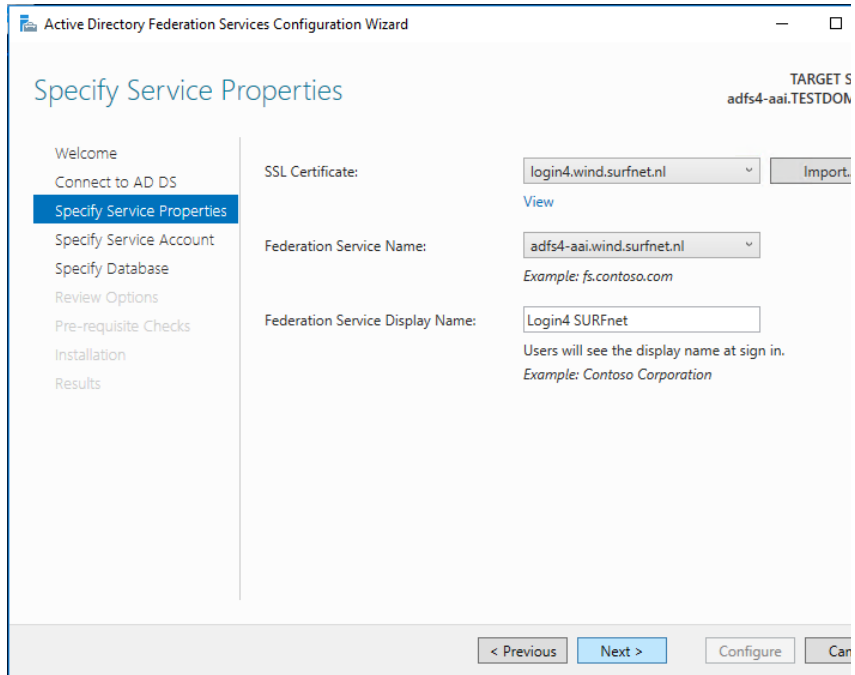 Active Directory Federation Services Configuration Wizard
Specify Service Properties
TARGET S
adfs4-aai.TESTDOM
Welcome
Connect to AD DS
Specify Service Properties
Specify Service Account
Specify Database
Review Options
Pre-requisite Checks
Installation
Results
SSL Certificate:
login4.wind.surfnet.nl
Import..
View
Federation Service Name:
adfs4-aai.wind.surfnet.nl
Example: fs.contoso.com
Federation Service Display Name:
Login4 SURFnet
Users will see the display name at sign in.
Example: Contoso Corporation
< Previous
Next >
Configure
Can